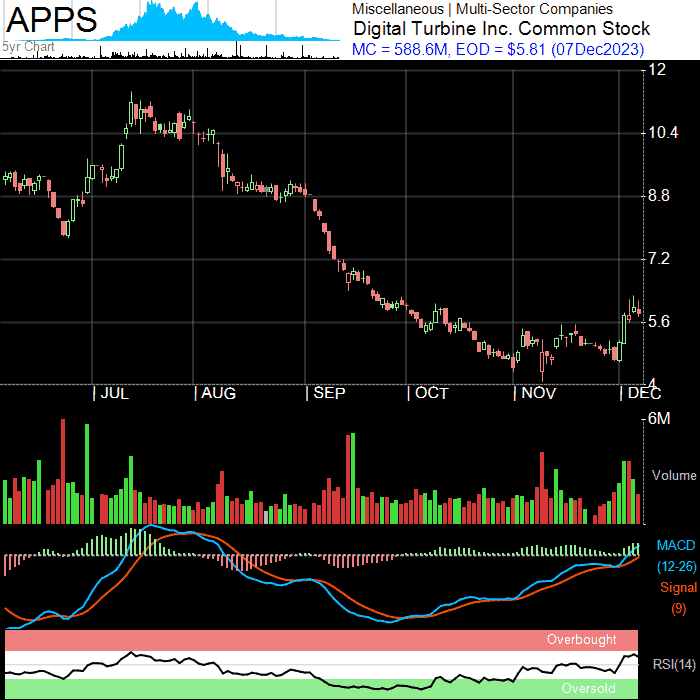 APPS
5yr Chart
Miscellaneous | Multi-Sector Companies
Digital Turbine Inc. Common Stock
MC = 588.6M, EOD = $5.81 (07Dec2023)
12
10.4
8.8
7.2
5.6
4
| JUL
| AUG
| SEP
| OCT
| NOV
| DEC
6M
Volume
MACD
(12-26)
Signal
(9)
Overbought
RSI(14)
Oversold